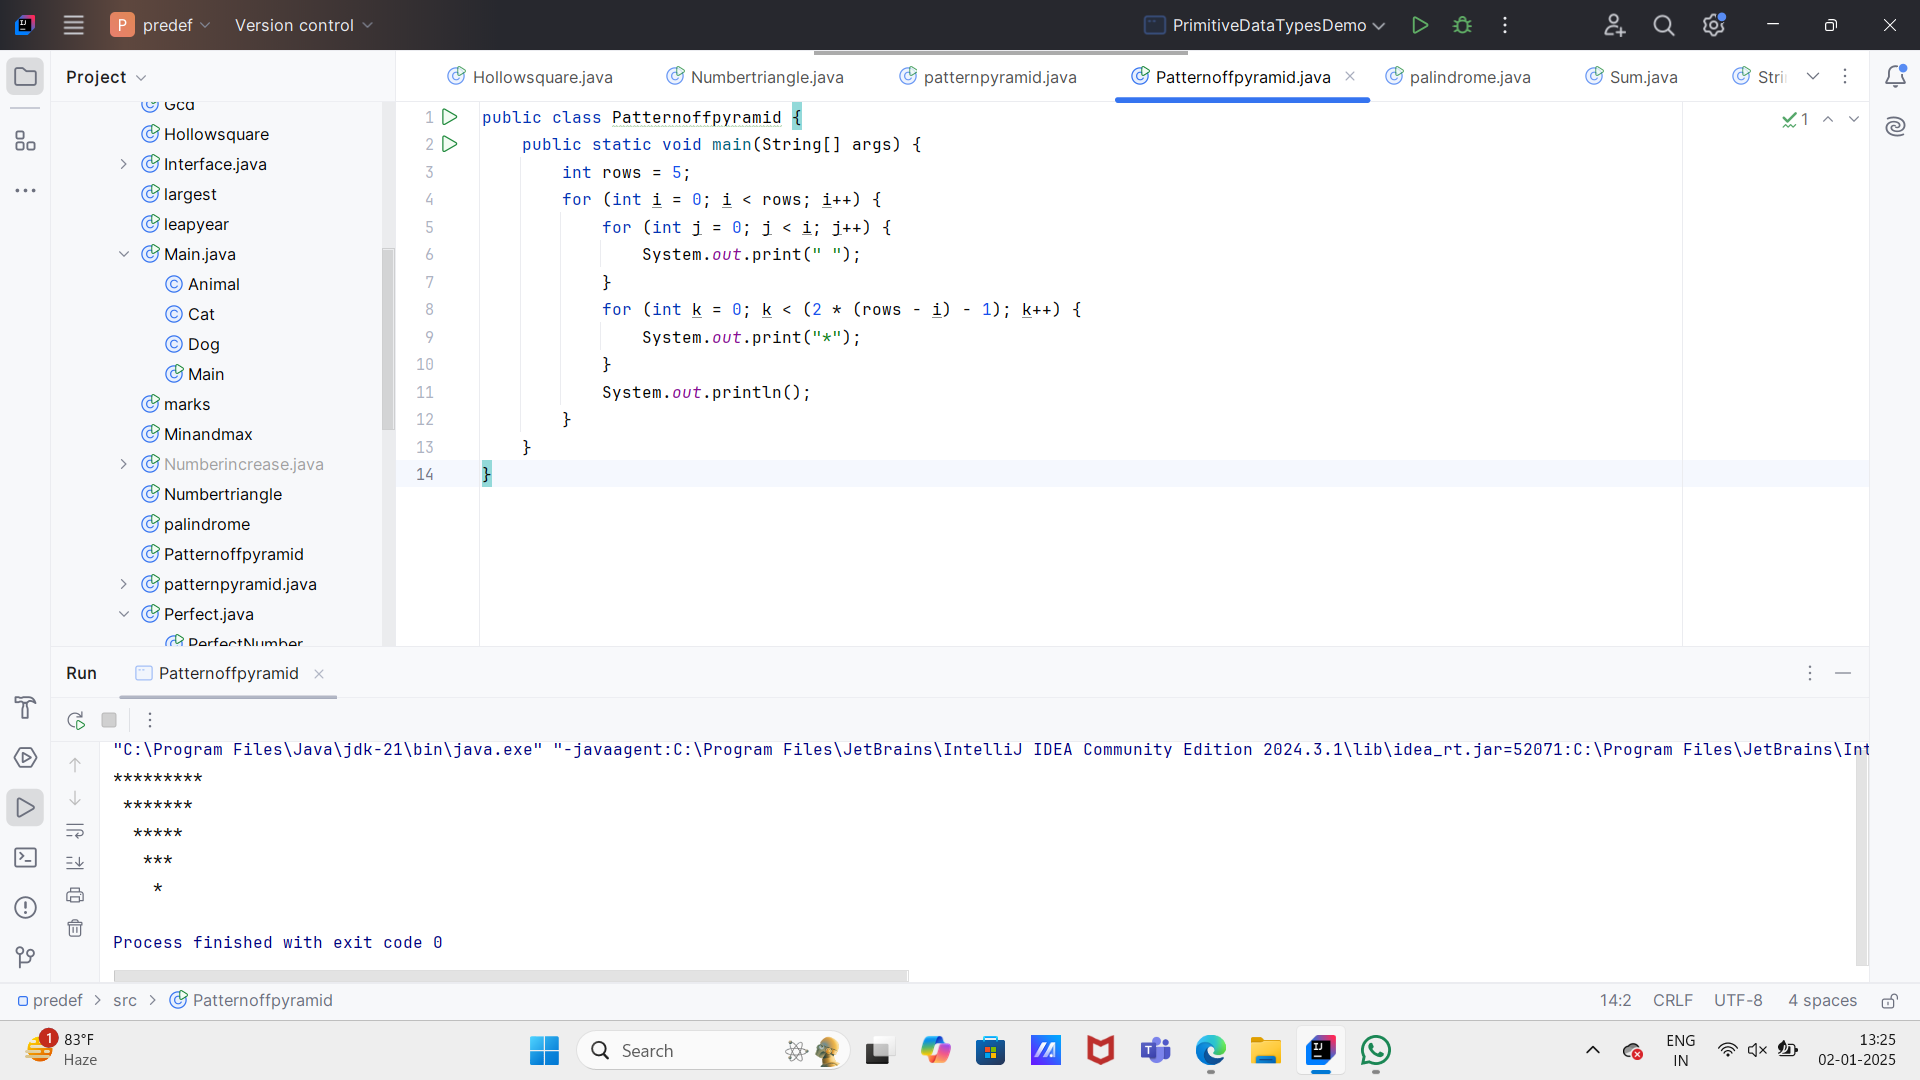 P predef Version control PrimitiveDataTypesDemo
Project
Hollowsquare.java Numbertriangle.java patternpyramid.java Patternoffpyramid.java palindrome.java Sum.java Stri
Gcd
Hollowsquare
Interface.java
largest
leapyear
Main.java
Animal
Cat
Dog
Main
marks
Minandmax
Numberincrease.java
Numbertriangle
palindrome
Patternoffpyramid
patternpyramid.java
Perfect.java
PerfectNumber
1 public class Patternoffpyramid {
2 public static void main(String[] args) {
3 int rows = 5;
4 for (int i = 0; i < rows; i++) {
5 for (int j = 0; j < i; j++) {
6 System.out.print(" ");
7 }
8 for (int k = 0; k < (2 * (rows - i) - 1); k++) {
9 System.out.print("*");
10 }
11 System.out.println();
12 }
13 }
14 }
1
Run Patternoffpyramid
"C:\Program Files\Java\jdk-21\bin\java.exe" "-javaagent:C:\Program Files\JetBrains\IntelliJ IDEA Community Edition 2024.3.1\lib\idea_rt.jar=52071:C:\Program Files\JetBrains\Int
*********
*******
*****
***
*
Process finished with exit code 0
predef > src > Patternoffpyramid 14:2 CRLF UTF-8 4 spaces
1 83°F
Haze
Search
ENG
IN
13:25
02-01-2025